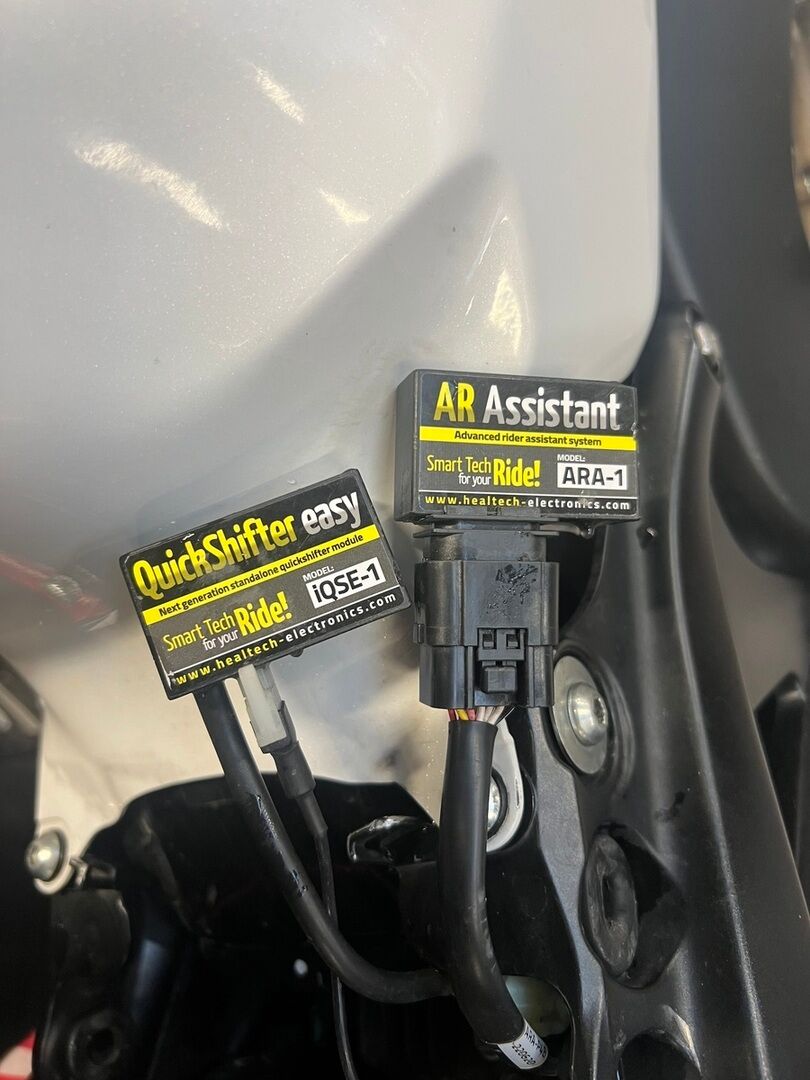 AR Assistant
Advanced rider assistant system
Smart Tech
for your Ride!
MODEL:
ARA-1
www.healtech-electronics.com
QuickShifter easy
Next generation standalone quickshifter module
Smart Tech
for your Ride!
MODEL:
iQSE-1
www.healtech-electronics.com